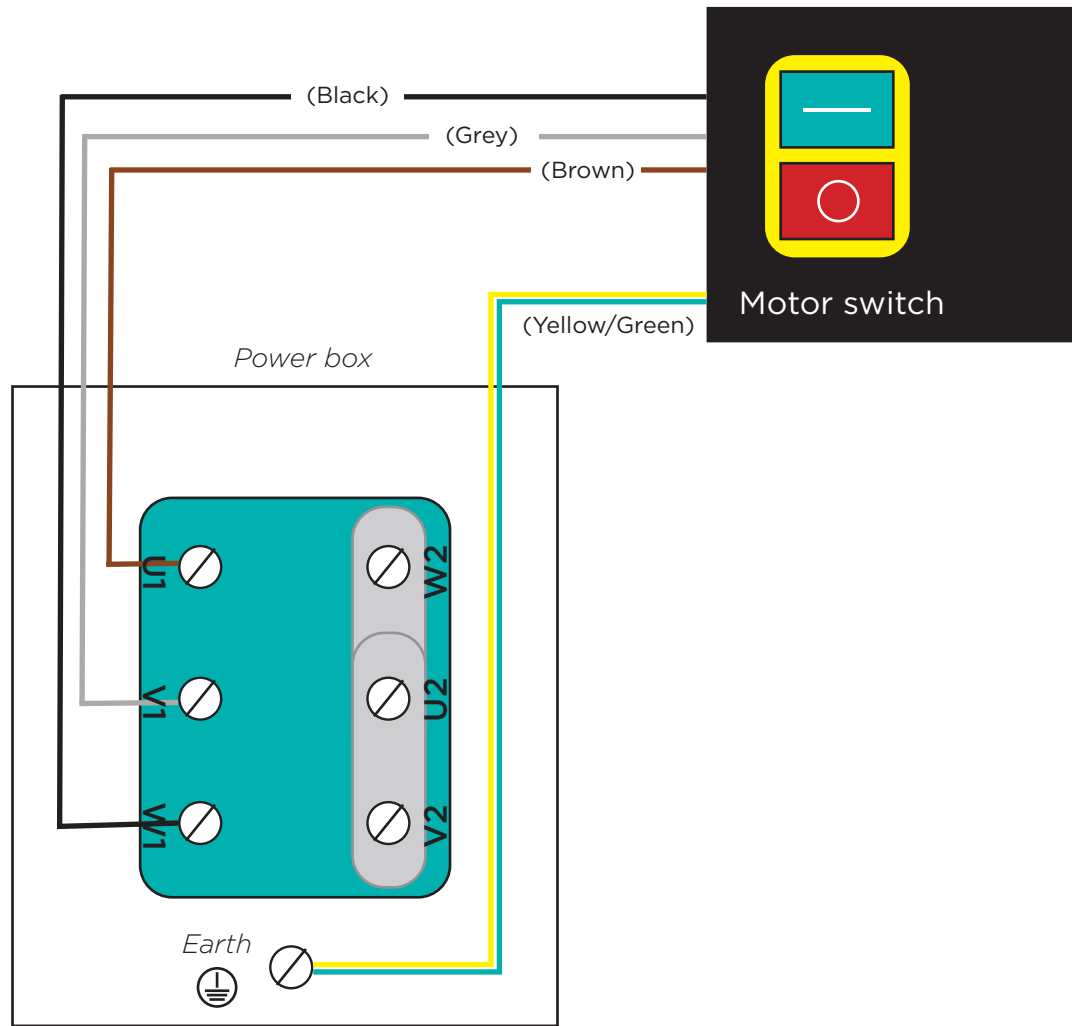 (Black)
(Grey)
(Brown)
Motor switch
(Yellow/Green)
Power box
U1
W2
V1
U2
W1
V2
Earth